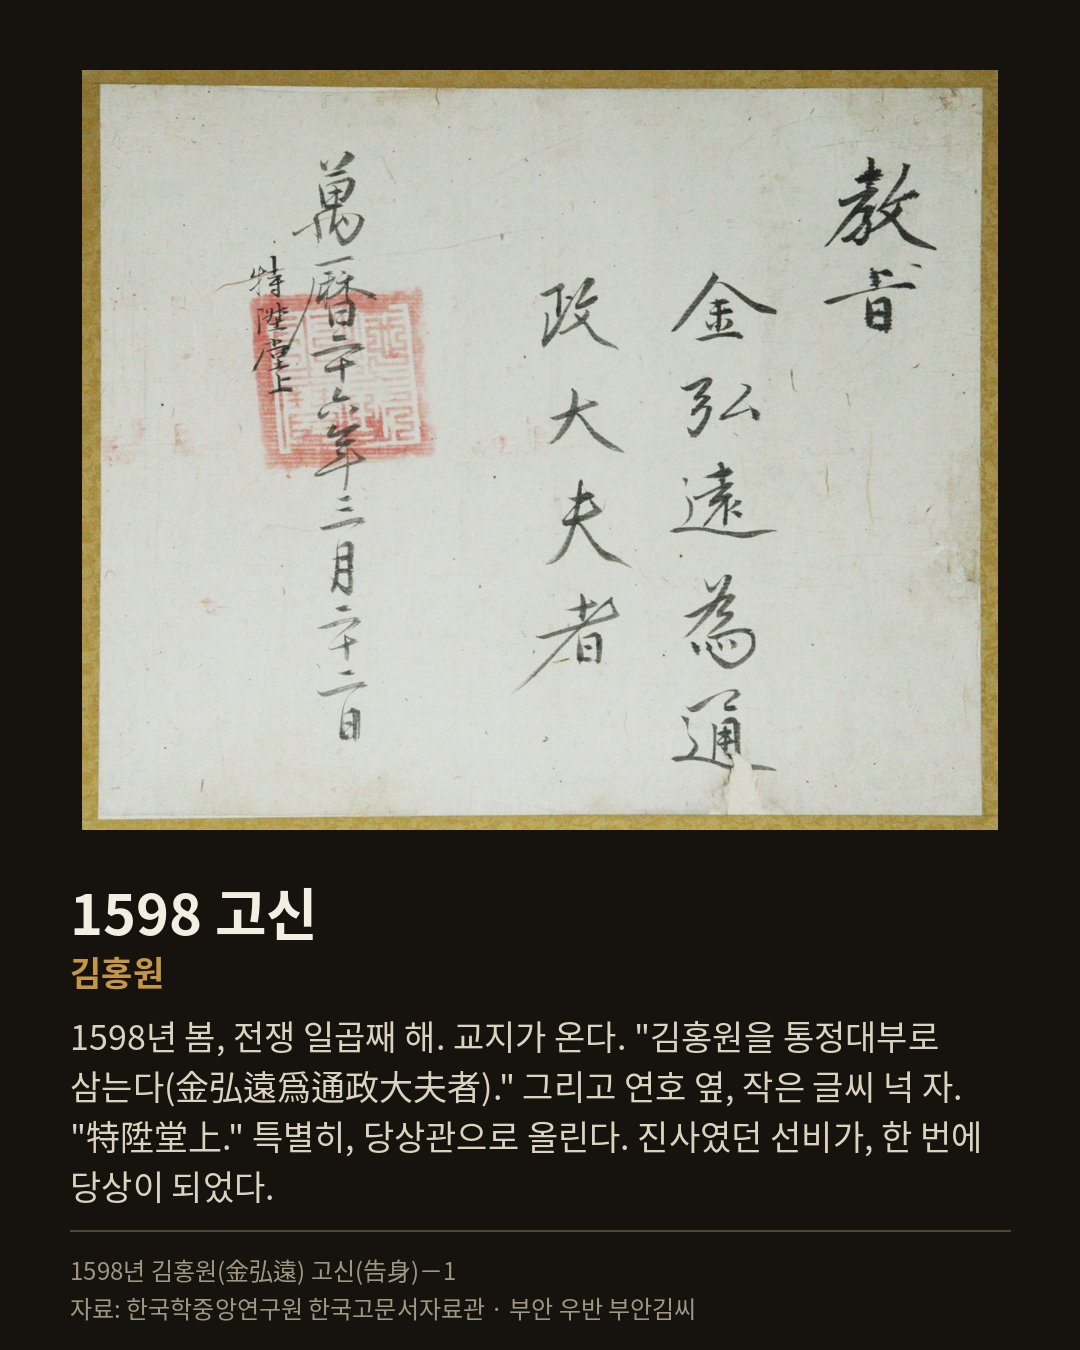 教旨
金弘遠為通
政大夫者
萬曆二十六年三月二十二日
特陞堂上
1598 고신
김홍원
1598년 봄, 전쟁 일곱째 해. 교지가 온다. "김홍원을 통정대부로
삼는다(金弘遠爲通政大夫者)." 그리고 연호 옆, 작은 글씨 넉 자.
"特陞堂上." 특별히, 당상관으로 올린다. 진사였던 선비가, 한 번에
당상이 되었다.
1598년 김홍원(金弘遠) 고신(告身)－1
자료: 한국학중앙연구원 한국고문서자료관 · 부안 우반 부안김씨